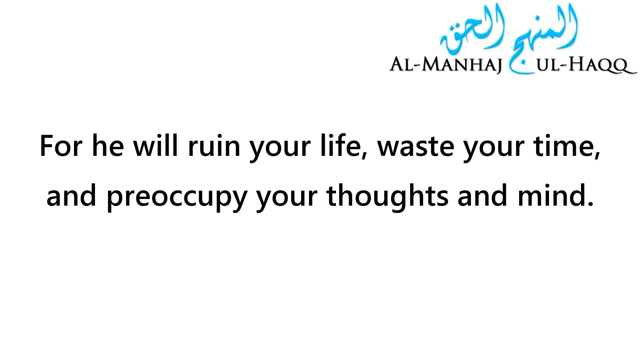 المنهج الحق
AL-MANHAJ UL-HAQQ
For he will ruin your life, waste your time,
and preoccupy your thoughts and mind.